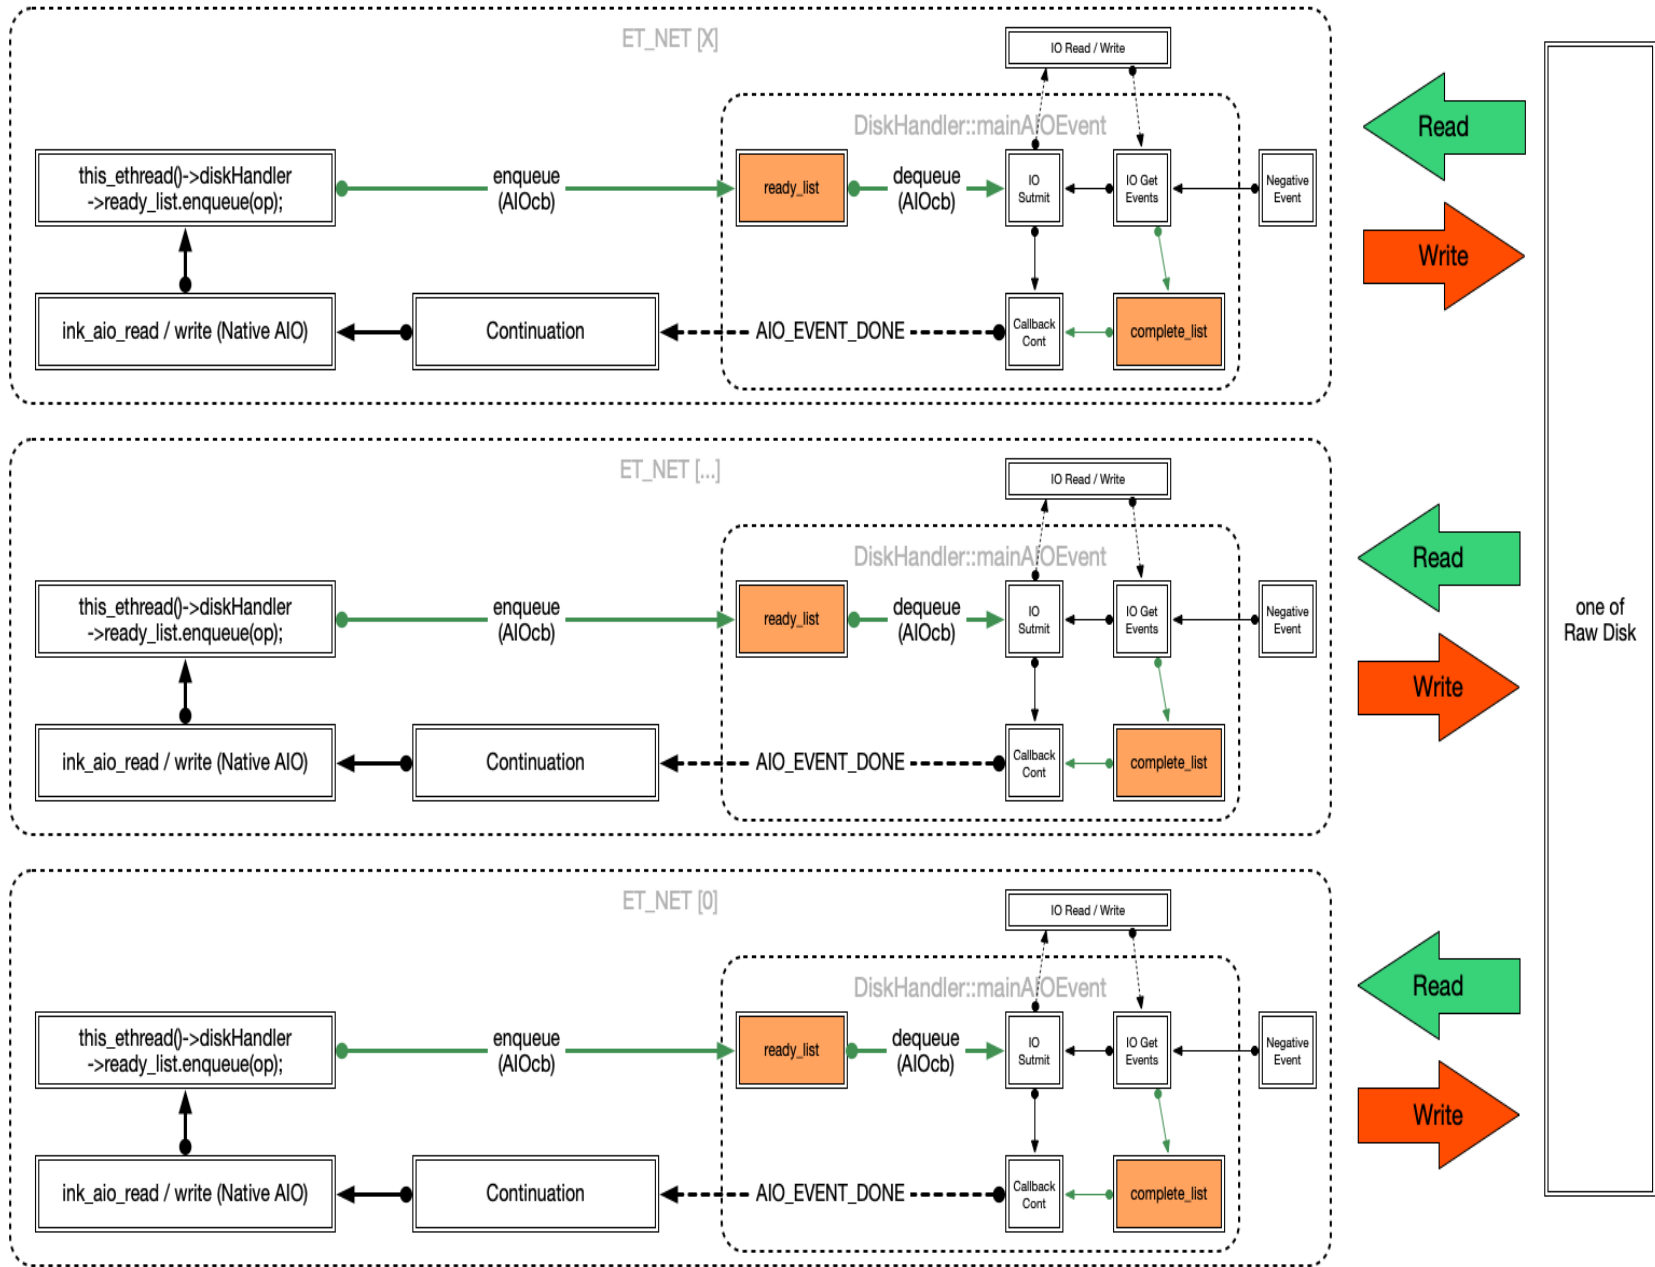 ET_NET [X]
IO Read / Write
DiskHandler::mainAIOEvent
Read
this_ethread()->diskHandler
->ready_list.enqueue(op);
enqueue
(AIOcb)
ready_list
dequeue
(AIOcb)
IO
Sutmit
IO Get
Events
Negative
Event
Write
ink_aio_read / write (Native AIO)
Continuation
AIO_EVENT_DONE
Callback
Cont
complete_list
ET_NET [...]
IO Read / Write
DiskHandler::mainAIOEvent
Read
this_ethread()->diskHandler
->ready_list.enqueue(op);
enqueue
(AIOcb)
ready_list
dequeue
(AIOcb)
IO
Sutmit
IO Get
Events
Negative
Event
one of
Raw Disk
Write
ink_aio_read / write (Native AIO)
Continuation
AIO_EVENT_DONE
Callback
Cont
complete_list
ET_NET [0]
IO Read / Write
DiskHandler::mainAIOEvent
Read
this_ethread()->diskHandler
->ready_list.enqueue(op);
enqueue
(AIOcb)
ready_list
dequeue
(AIOcb)
IO
Sutmit
IO Get
Events
Negative
Event
Write
ink_aio_read / write (Native AIO)
Continuation
AIO_EVENT_DONE
Callback
Cont
complete_list